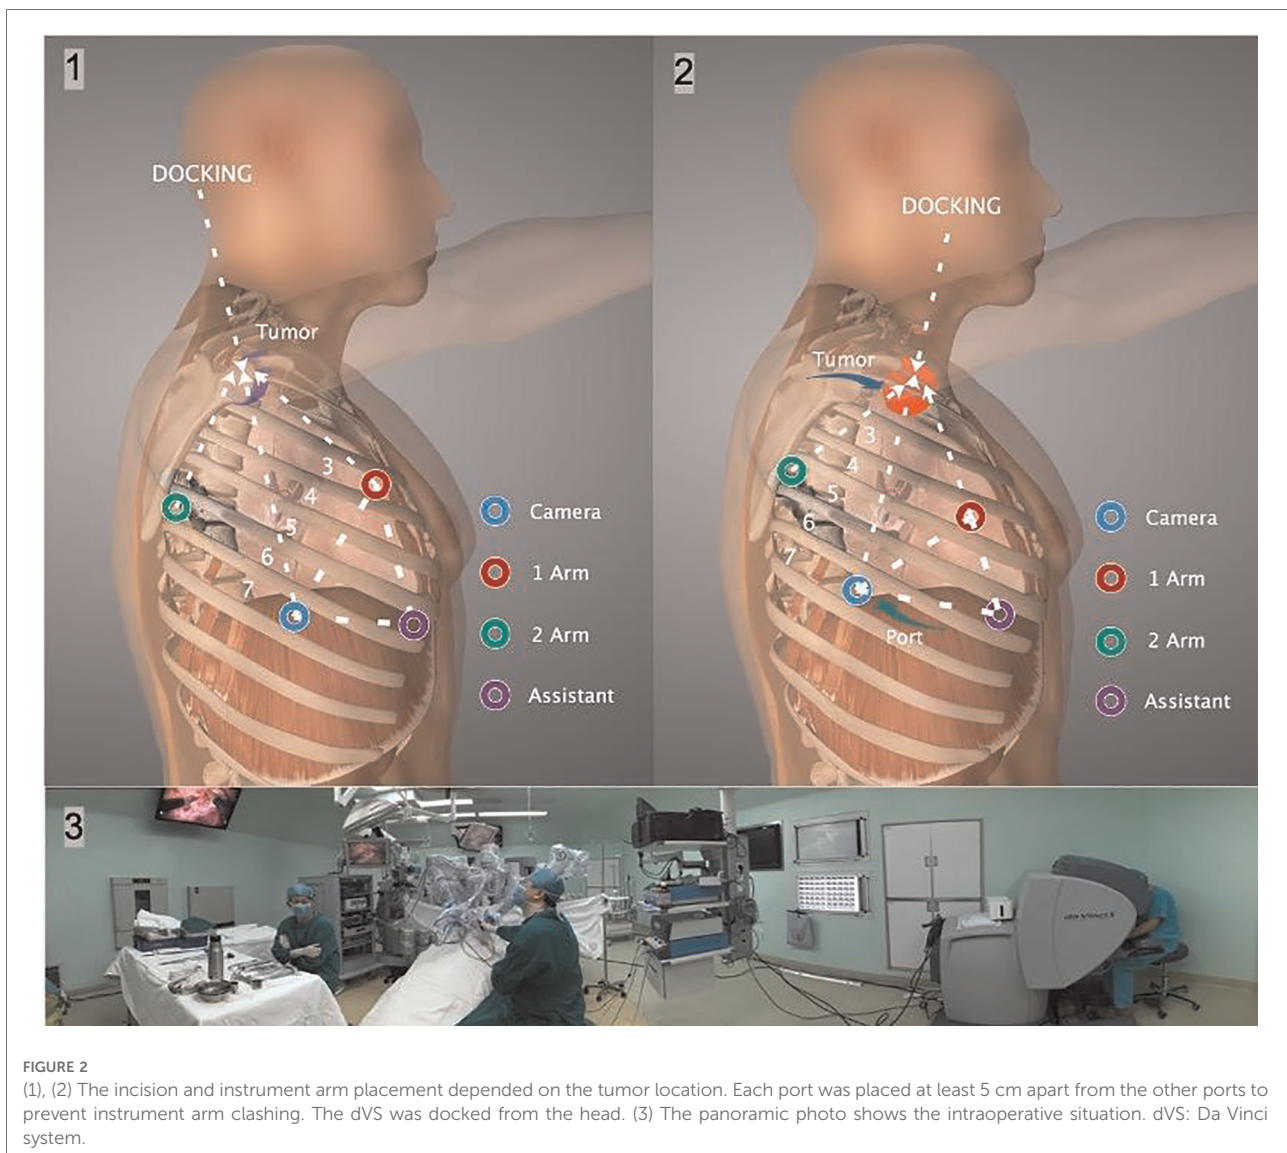 1
DOCKING
Tumor
3
4
5
6
7
Camera
1 Arm
2 Arm
Assistant
2
DOCKING
Tumor
3
4
5
6
7
Port
Camera
1 Arm
2 Arm
Assistant
3
da Vinci S
FIGURE 2
(1), (2) The incision and instrument arm placement depended on the tumor location. Each port was placed at least 5 cm apart from the other ports to
prevent instrument arm clashing. The dVS was docked from the head. (3) The panoramic photo shows the intraoperative situation. dVS: Da Vinci
system.